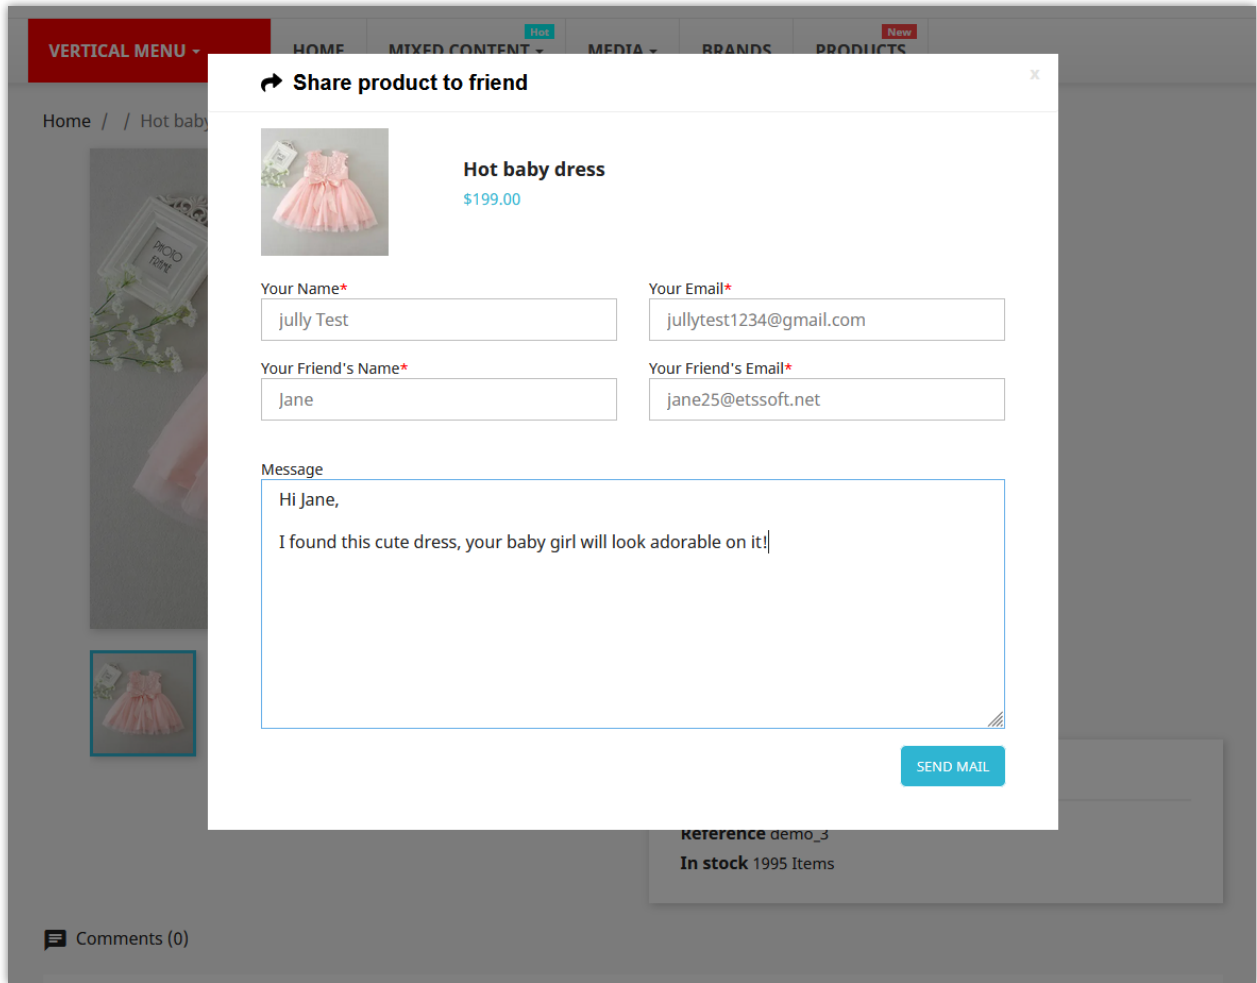 Hot
New
VERTICAL MENU
HOME
MIXED CONTENT
MEDIA
BRANDS
PRODUCTS
Share product to friend
x
Home / / Hot baby
PHOTO
FRAME
Hot baby dress
$199.00
Your Name*
Your Email*
jully Test
jullytest1234@gmail.com
Your Friend's Name*
Your Friend's Email*
Jane
jane25@etssoft.net
Message
Hi Jane,
I found this cute dress, your baby girl will look adorable on it!
SEND MAIL
Reference demo_3
In stock 1995 Items
Comments (0)